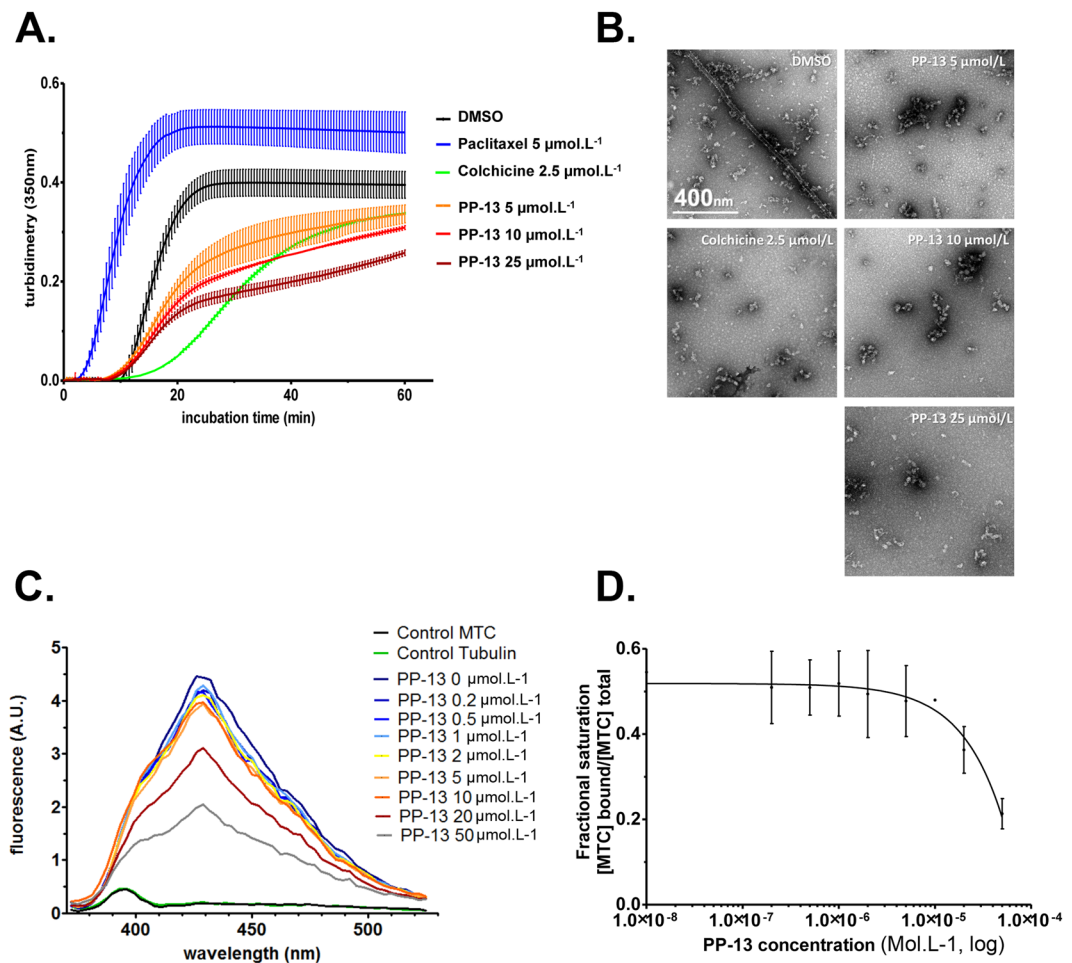 A.
0.6
0.4
0.2
0.0
turbidimetry (350nm)
0
20
40
60
incubation time (min)
DMSO
Paclitaxel 5 µmol.L-1
Colchicine 2.5 µmol.L-1
PP-13 5 µmol.L-1
PP-13 10 µmol.L-1
PP-13 25 µmol.L-1
B.
DMSO
400nm
PP-13 5 µmol/L
Colchicine 2.5 µmol/L
PP-13 10 µmol/L
PP-13 25 µmol/L
C.
5
4
3
2
1
0
fluorescence (A.U.)
400
450
500
wavelength (nm)
Control MTC
Control Tubulin
PP-13 0 µmol.L-1
PP-13 0.2 µmol.L-1
PP-13 0.5 µmol.L-1
PP-13 1 µmol.L-1
PP-13 2 µmol.L-1
PP-13 5 µmol.L-1
PP-13 10 µmol.L-1
PP-13 20 µmol.L-1
PP-13 50 µmol.L-1
D.
0.6
0.4
0.2
0.0
Fractional saturation
[MTC] bound/[MTC] total
1.0×10-8
1.0×10-7
1.0×10-6
1.0×10-5
1.0×10-4
PP-13 concentration (Mol.L-1, log)